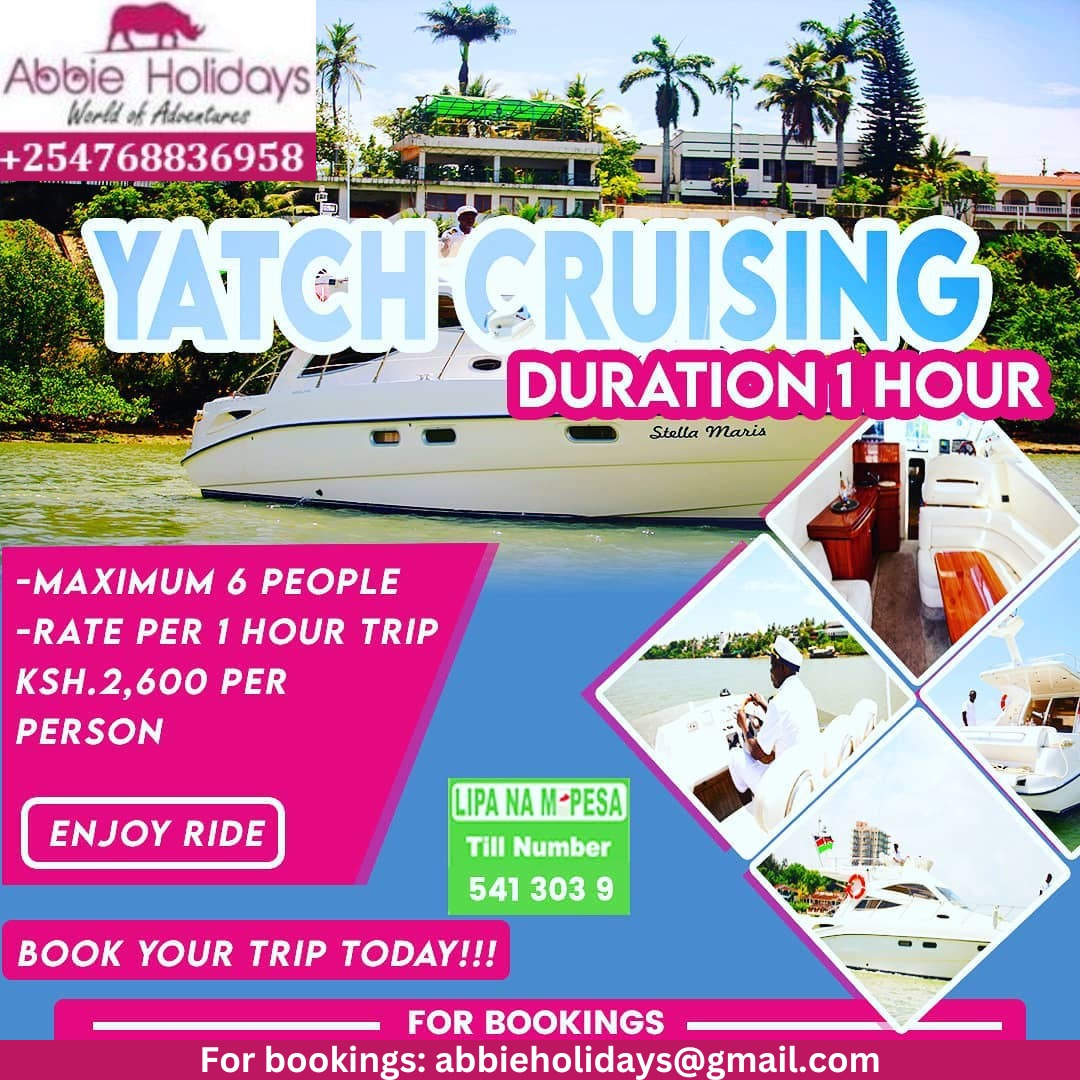 Abbie Holidays
World of Adventures
+254768836958
YATCH CRUISING
DURATION 1 HOUR
Stella Maris
-MAXIMUM 6 PEOPLE
-RATE PER 1 HOUR TRIP
KSH.2,600 PER
PERSON
ENJOY RIDE
LIPA NA M-PESA
Till Number
541 303 9
BOOK YOUR TRIP TODAY!!!
FOR BOOKINGS
For bookings: abbieholidays@gmail.com